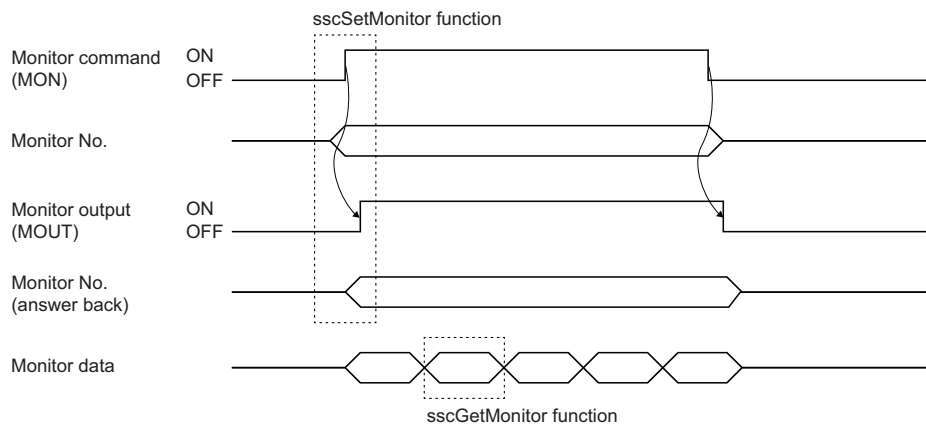 sscSetMonitor function
Monitor command
(MON)
ON
OFF
Monitor No.
Monitor output
(MOUT)
ON
OFF
Monitor No.
(answer back)
Monitor data
sscGetMonitor function